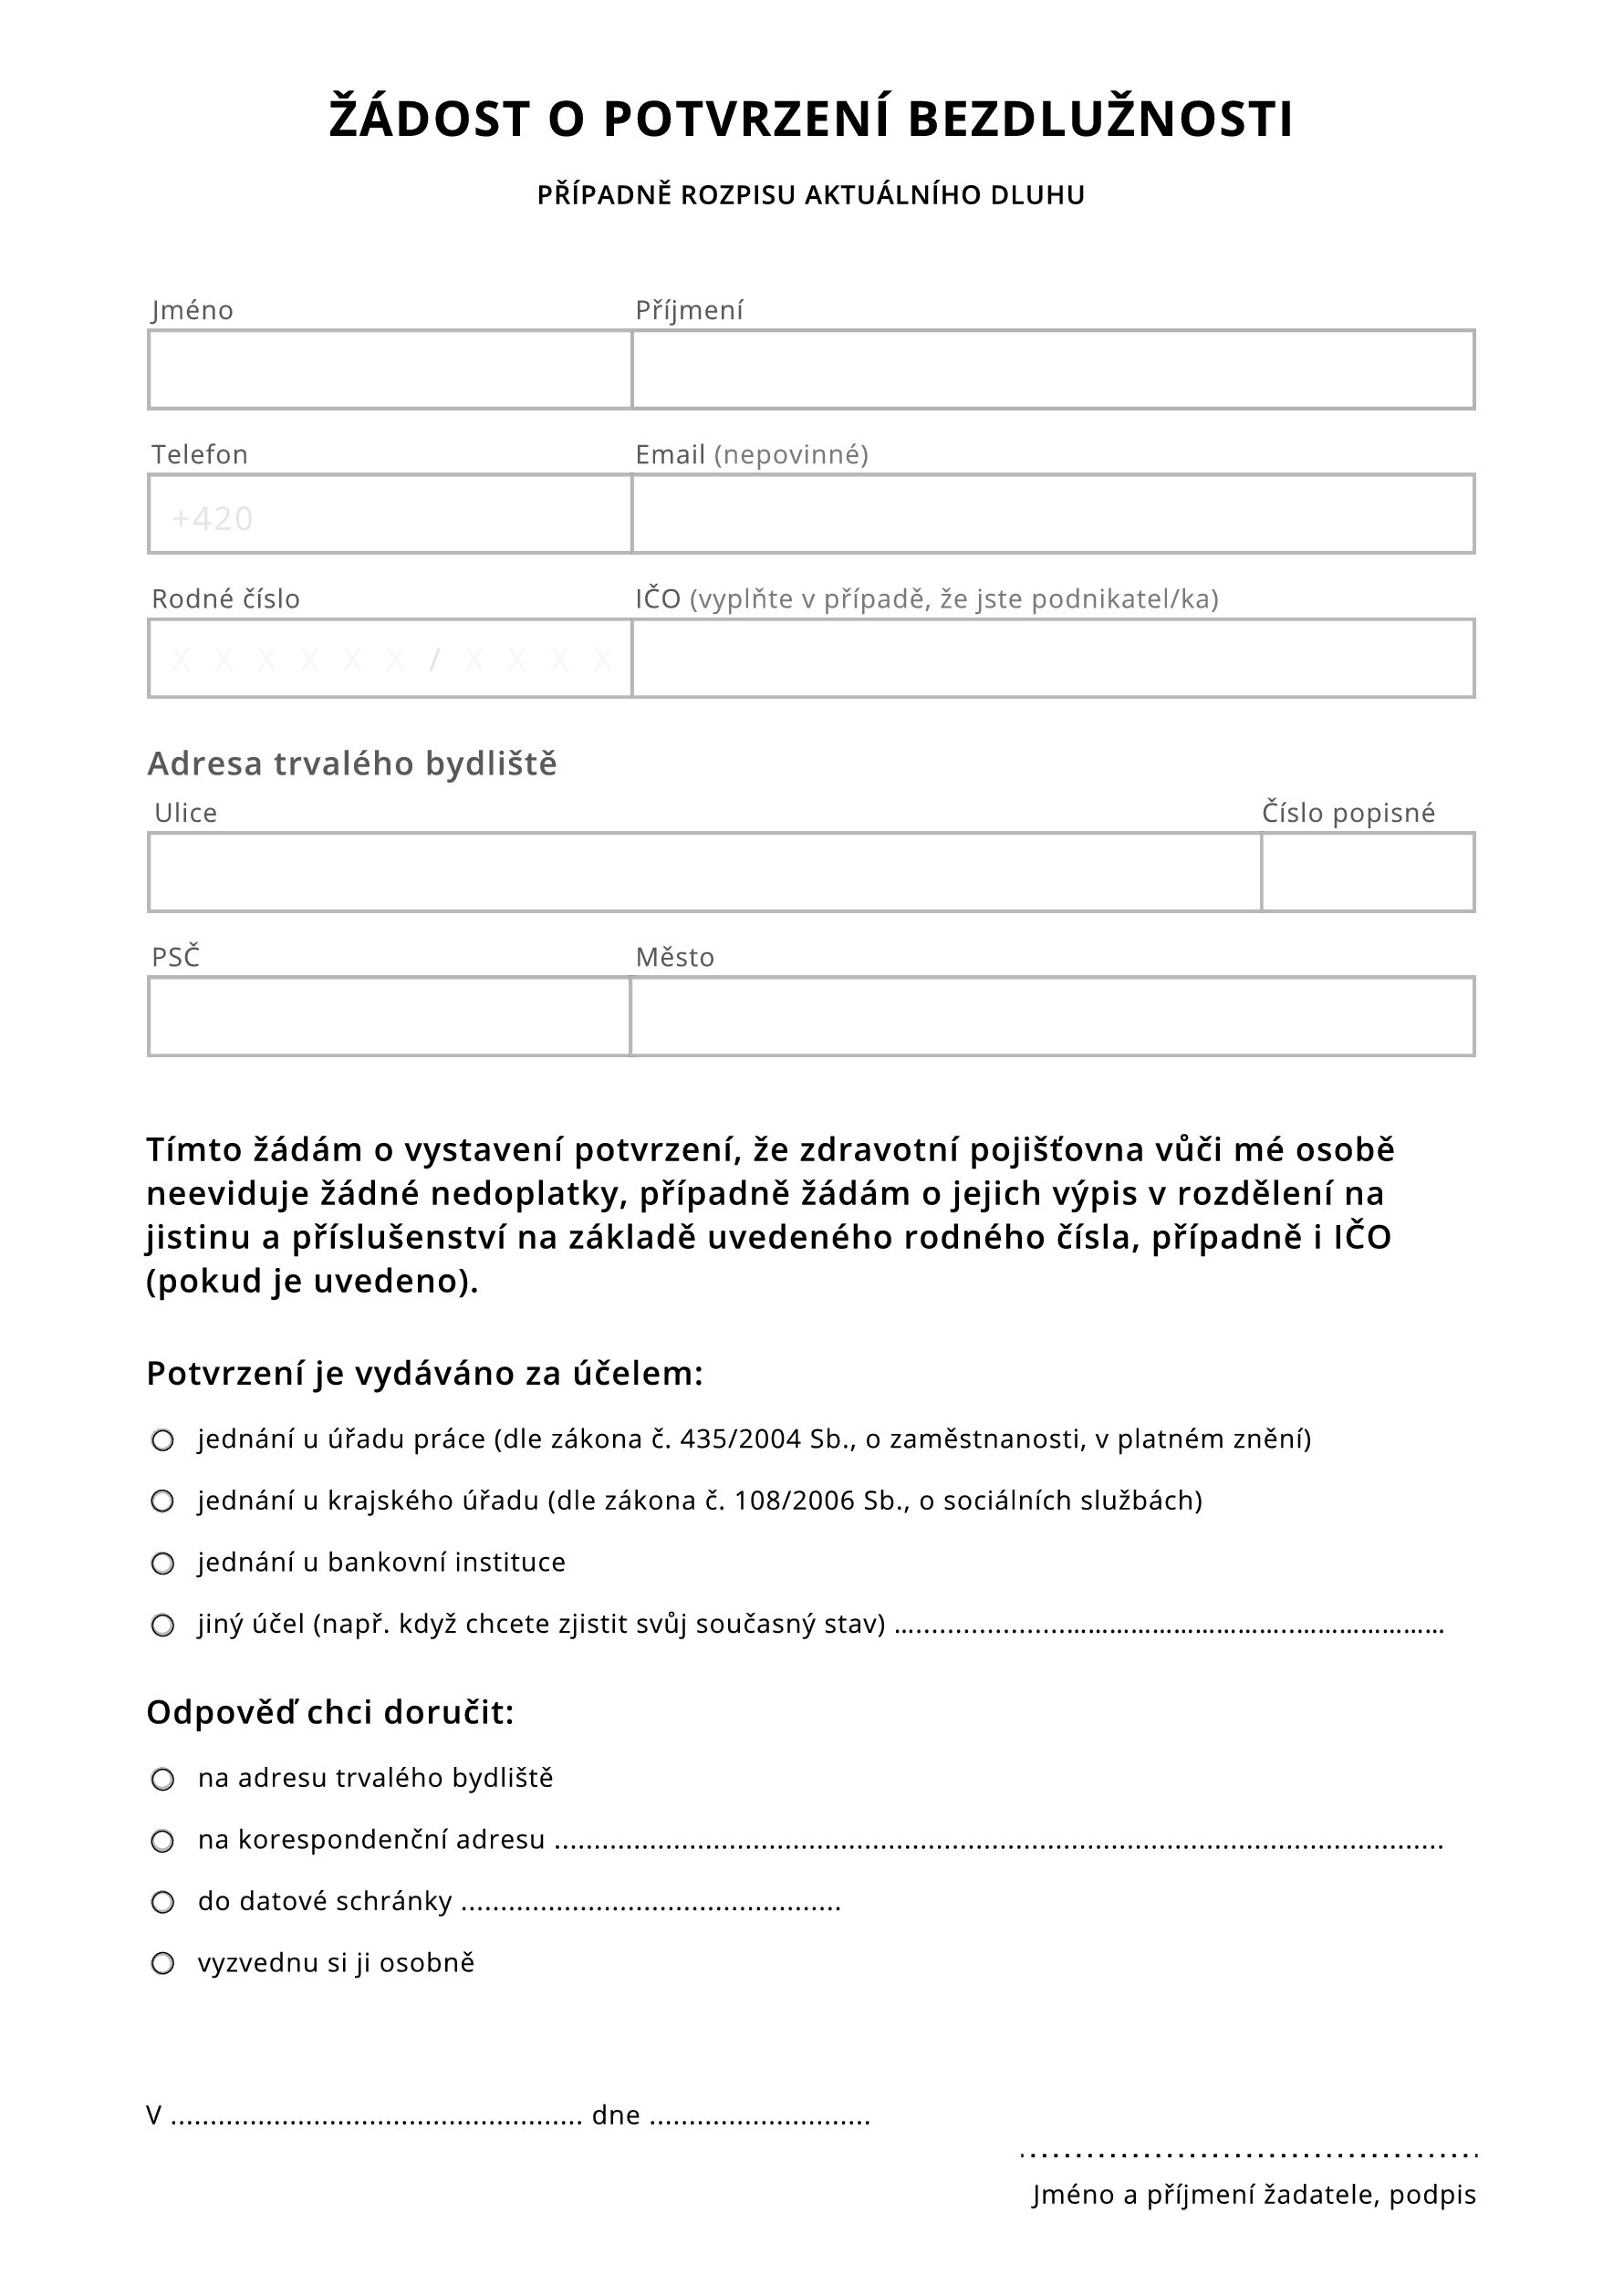 ŽÁDOST O POTVRZENÍ BEZDLUŽNOSTI
PŘÍPADNĚ ROZPISU AKTUÁLNÍHO DLUHU
Jméno Příjmení
Telefon Email (nepovinné)
+420
Rodné číslo IČO (vyplňte v případě, že jste podnikatel/ka)
X X X X X X / X X X X
Adresa trvalého bydliště
Ulice Číslo popisné
PSČ Město
Tímto žádám o vystavení potvrzení, že zdravotní pojišťovna vůči mé osobě
neeviduje žádné nedoplatky, případně žádám o jejich výpis v rozdělení na
jistinu a příslušenství na základě uvedeného rodného čísla, případně i IČO
(pokud je uvedeno).
Potvrzení je vydáváno za účelem:
jednání u úřadu práce (dle zákona č. 435/2004 Sb., o zaměstnanosti, v platném znění)
jednání u krajského úřadu (dle zákona č. 108/2006 Sb., o sociálních službách)
jednání u bankovní instituce
jiný účel (např. když chcete zjistit svůj současný stav) ......................................................................
Odpověď chci doručit:
na adresu trvalého bydliště
na korespondenční adresu ................................................................................................................
do datové schránky ................................................
vyzvednu si ji osobně
V .................................................... dne ............................
........................................
Jméno a příjmení žadatele, podpis